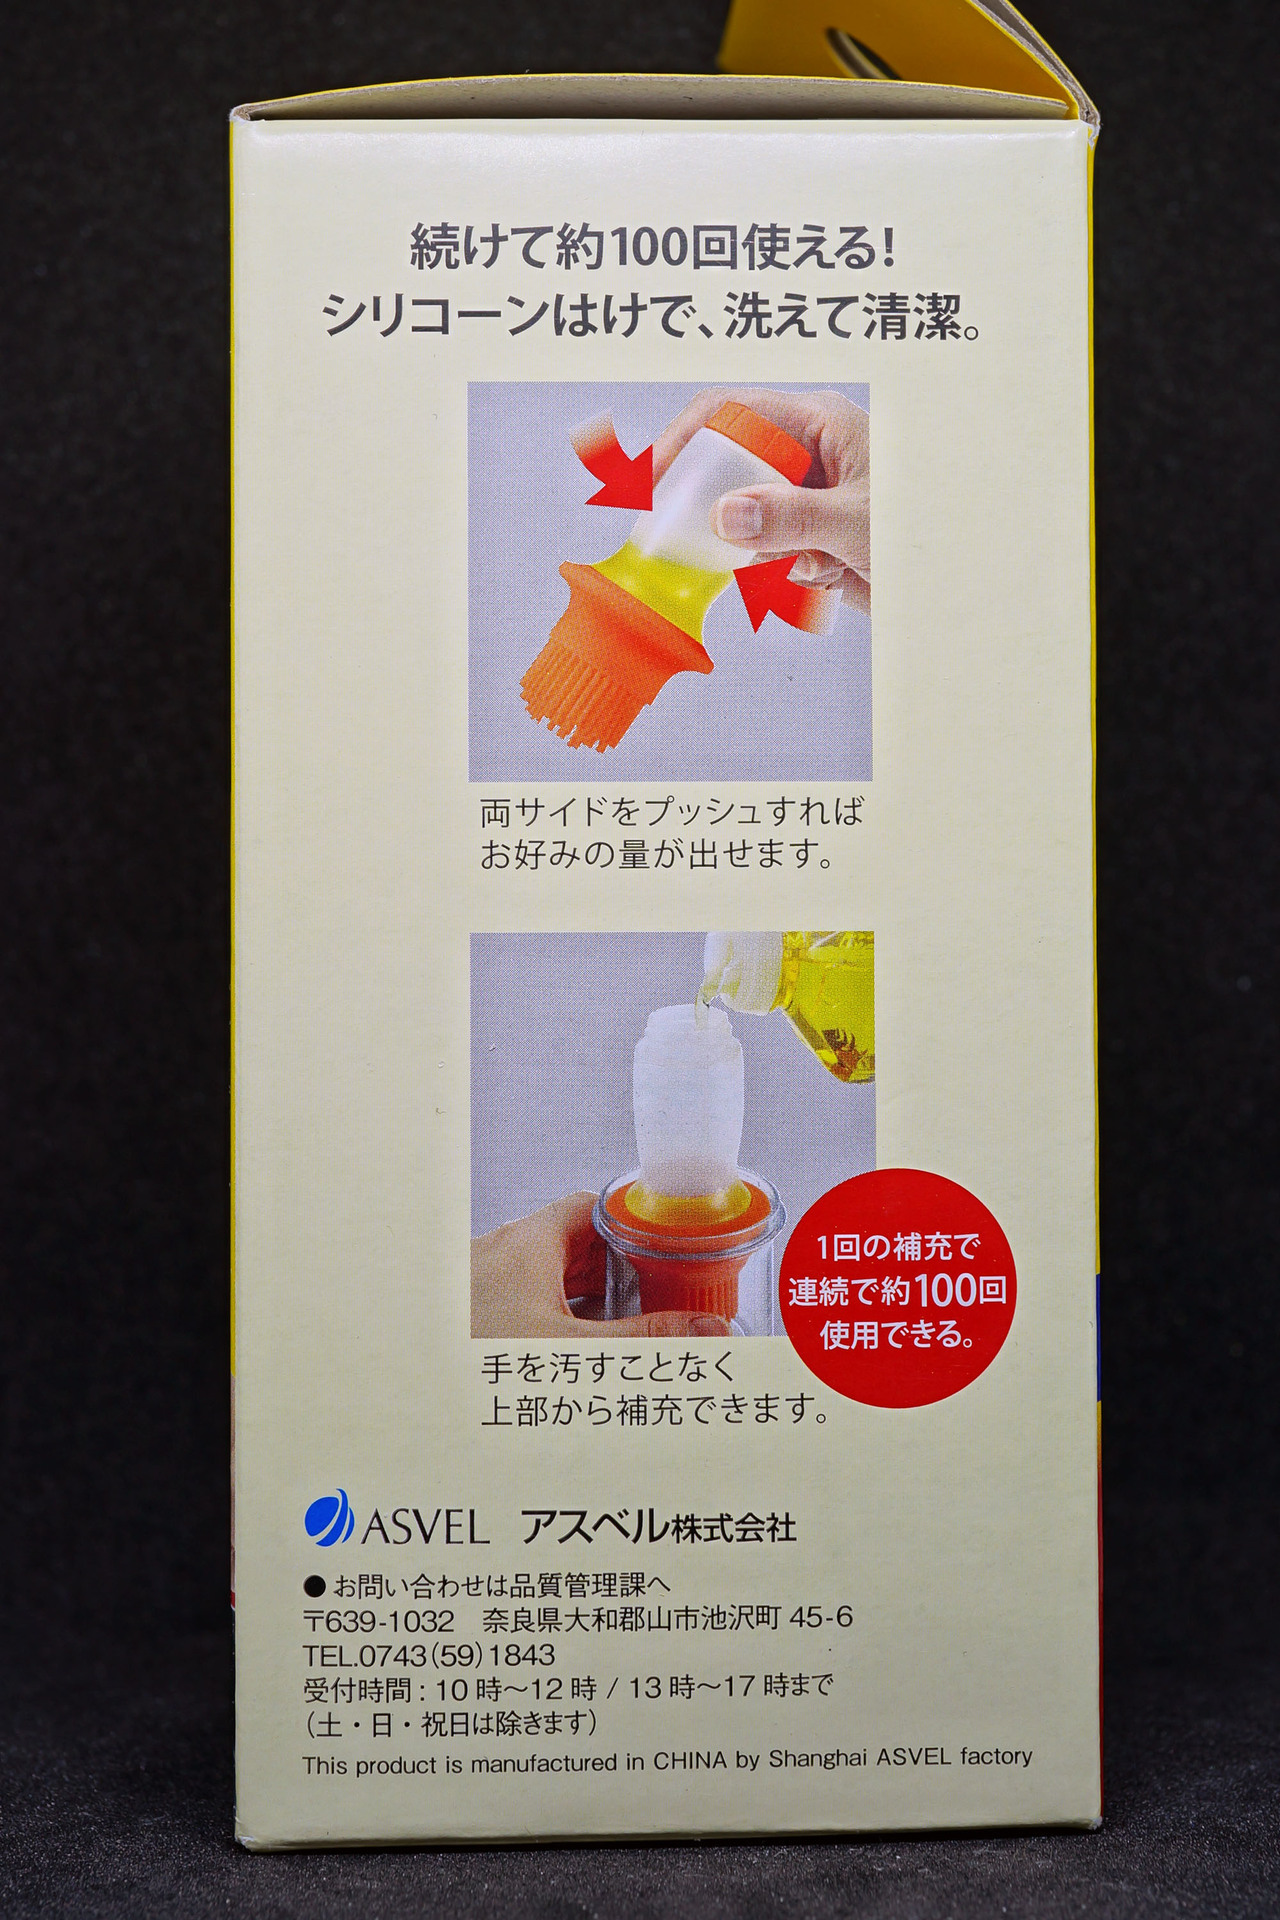 続けて約100回使える!
シリコーンはけで、洗えて清潔。
両サイドをプッシュすれば
お好みの量が出せます。
1回の補充で
連続で約100回
使用できる。
手を汚すことなく
上部から補充できます。
ASVEL アスベル株式会社
●お問い合わせは品質管理課へ
〒639-1032 奈良県大和郡山市池沢町 45-6
TEL.0743(59)1843
受付時間 : 10 時〜12 時 / 13 時〜17 時まで
(土・日・祝日は除きます)
This product is manufactured in CHINA by Shanghai ASVEL factory